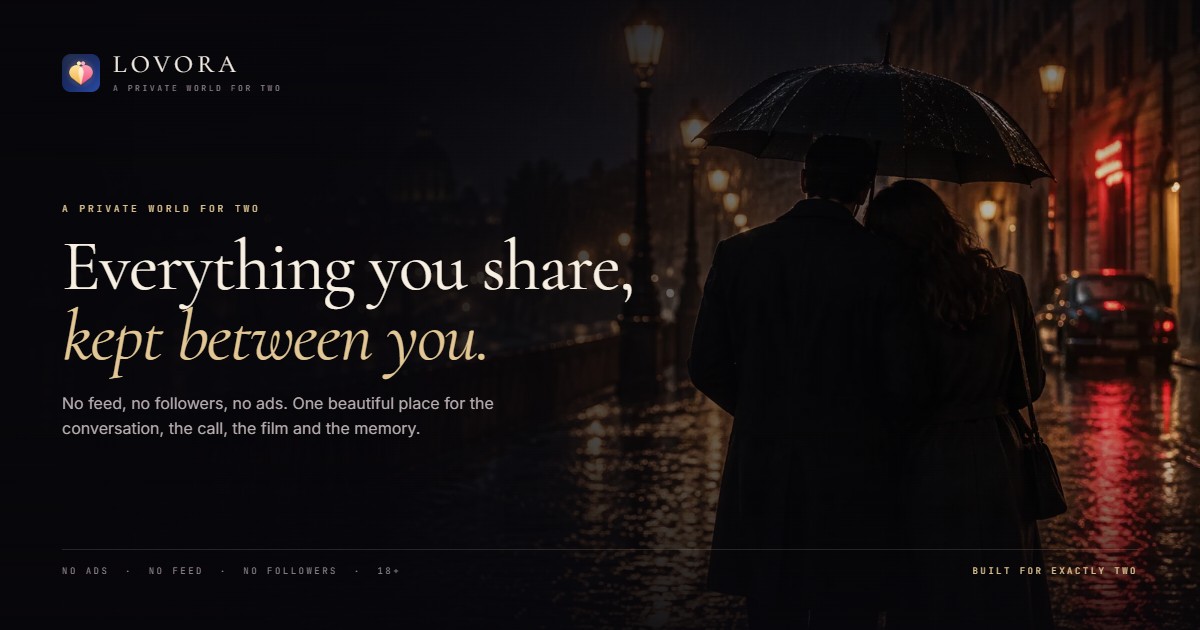 LOVORA
A PRIVATE WORLD FOR TWO
A PRIVATE WORLD FOR TWO
Everything you share,
kept between you.
No feed, no followers, no ads. One beautiful place for the
conversation, the call, the film and the memory.
NO ADS · NO FEED · NO FOLLOWERS · 18+
BUILT FOR EXACTLY TWO